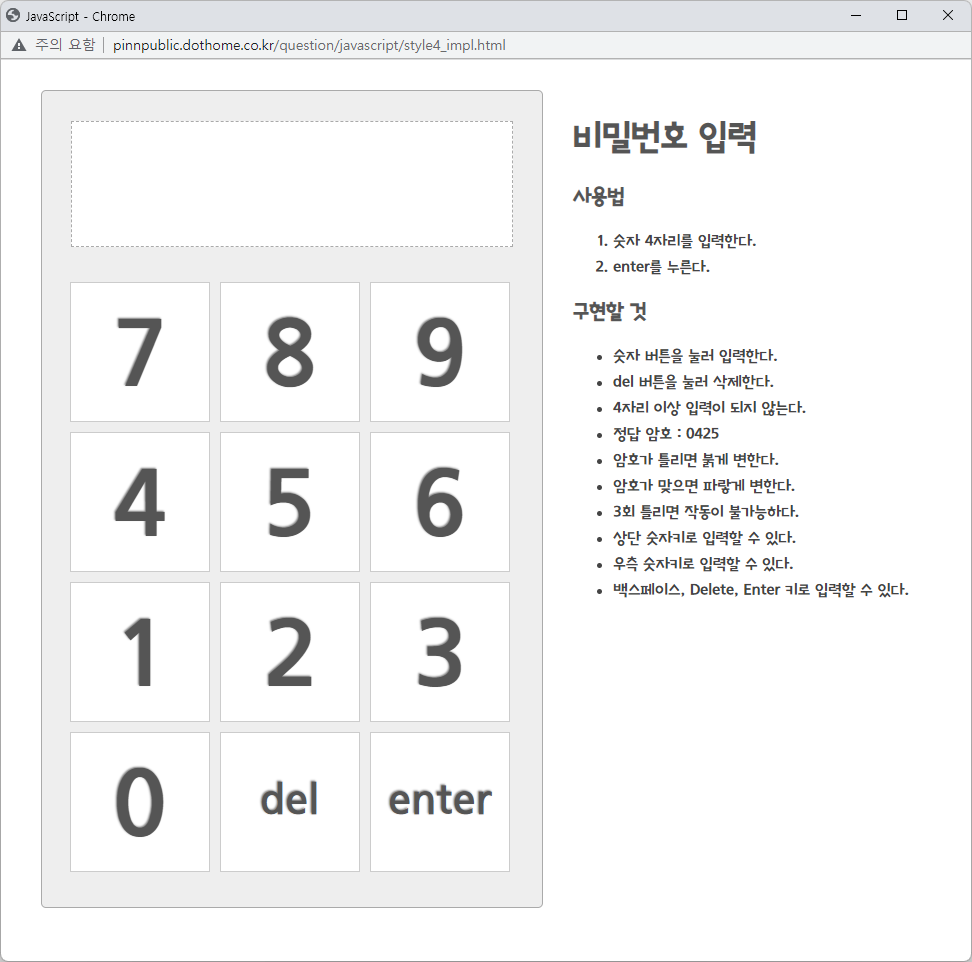 JavaScript - Chrome
주의 요함 | pinnpublic.dothome.co.kr/question/javascript/style4_impl.html
7 8 9
4 5 6
1 2 3
0 del enter
비밀번호 입력
사용법
1. 숫자 4자리를 입력한다.
2. enter를 누른다.
구현할 것
• 숫자 버튼을 눌러 입력한다.
• del 버튼을 눌러 삭제한다.
• 4자리 이상 입력이 되지 않는다.
• 정답 암호 : 0425
• 암호가 틀리면 붉게 변한다.
• 암호가 맞으면 파랗게 변한다.
• 3회 틀리면 작동이 불가능하다.
• 상단 숫자키로 입력할 수 있다.
• 우측 숫자키로 입력할 수 있다.
• 백스페이스, Delete, Enter 키로 입력할 수 있다.